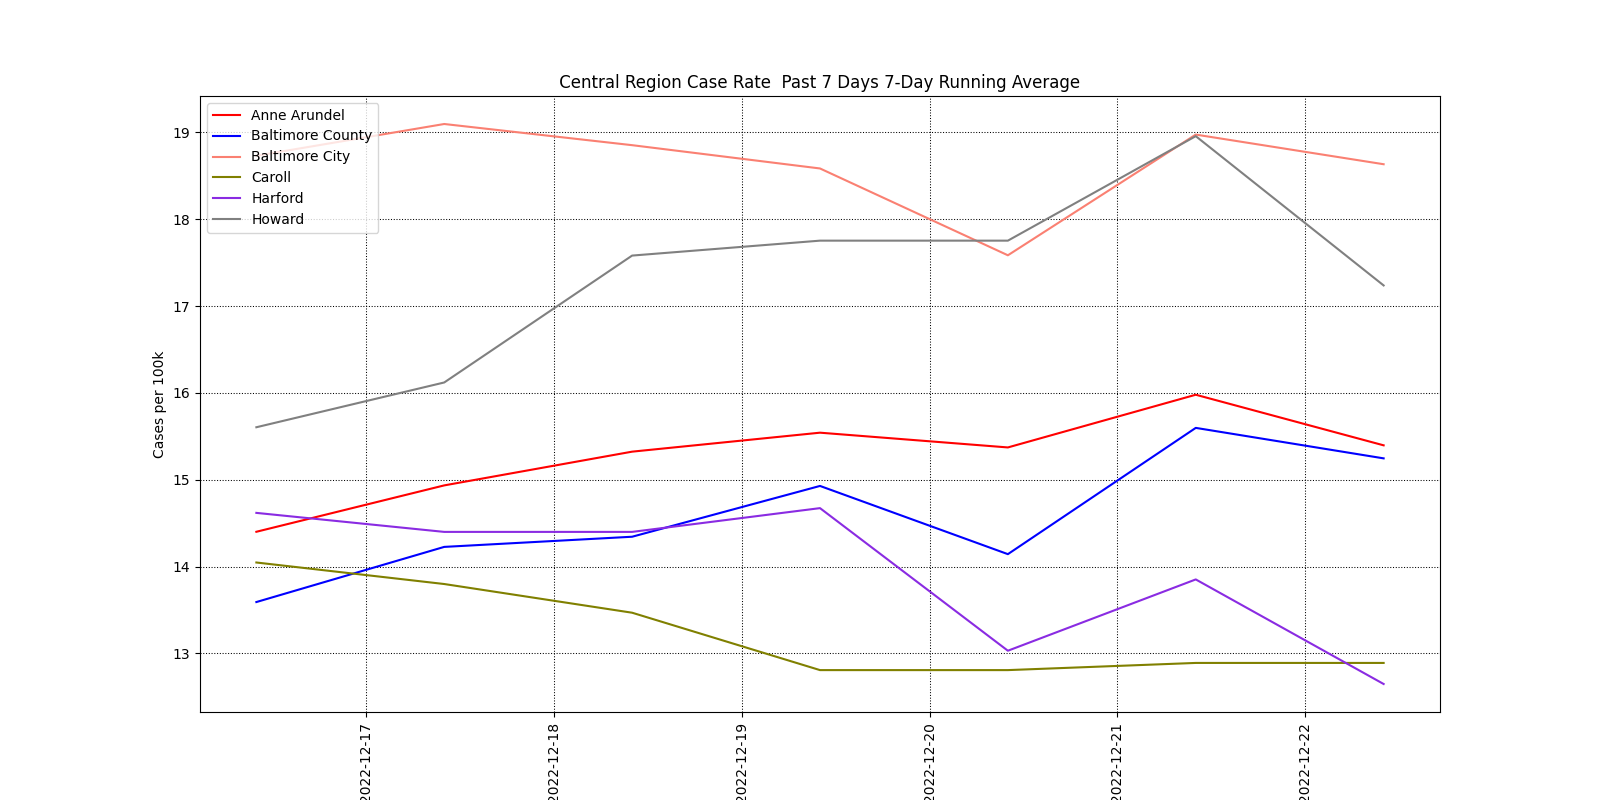 Central Region Case Rate  Past 7 Days 7-Day Running Average
Anne Arundel
Baltimore County
Baltimore City
Caroll
Harford
Howard
19
18
17
16
15
14
13
Cases per 100k
2022-12-17
2022-12-18
2022-12-19
2022-12-20
2022-12-21
2022-12-22